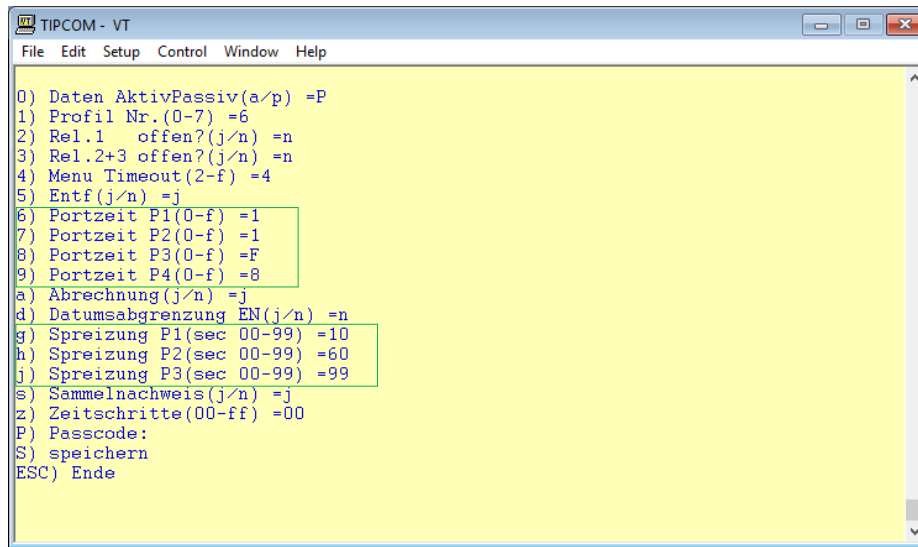 TIPCOM - VT
File Edit Setup Control Window Help
0) Daten AktivPassiv(a/p) =P
1) Profil Nr.(0-7) =6
2) Rel.1   offen?(j/n) =n
3) Rel.2+3 offen?(j/n) =n
4) Menu Timeout(2-f) =4
5) Entf(j/n) =j
6) Portzeit P1(0-f) =1
7) Portzeit P2(0-f) =1
8) Portzeit P3(0-f) =F
9) Portzeit P4(0-f) =8
a) Abrechnung(j/n) =j
d) Datumsabgrenzung EN(j/n) =n
g) Spreizung P1(sec 00-99) =10
h) Spreizung P2(sec 00-99) =60
j) Spreizung P3(sec 00-99) =99
s) Sammelnachweis(j/n) =j
z) Zeitschritte(00-ff) =00
P) Passcode:
S) speichern
ESC) Ende